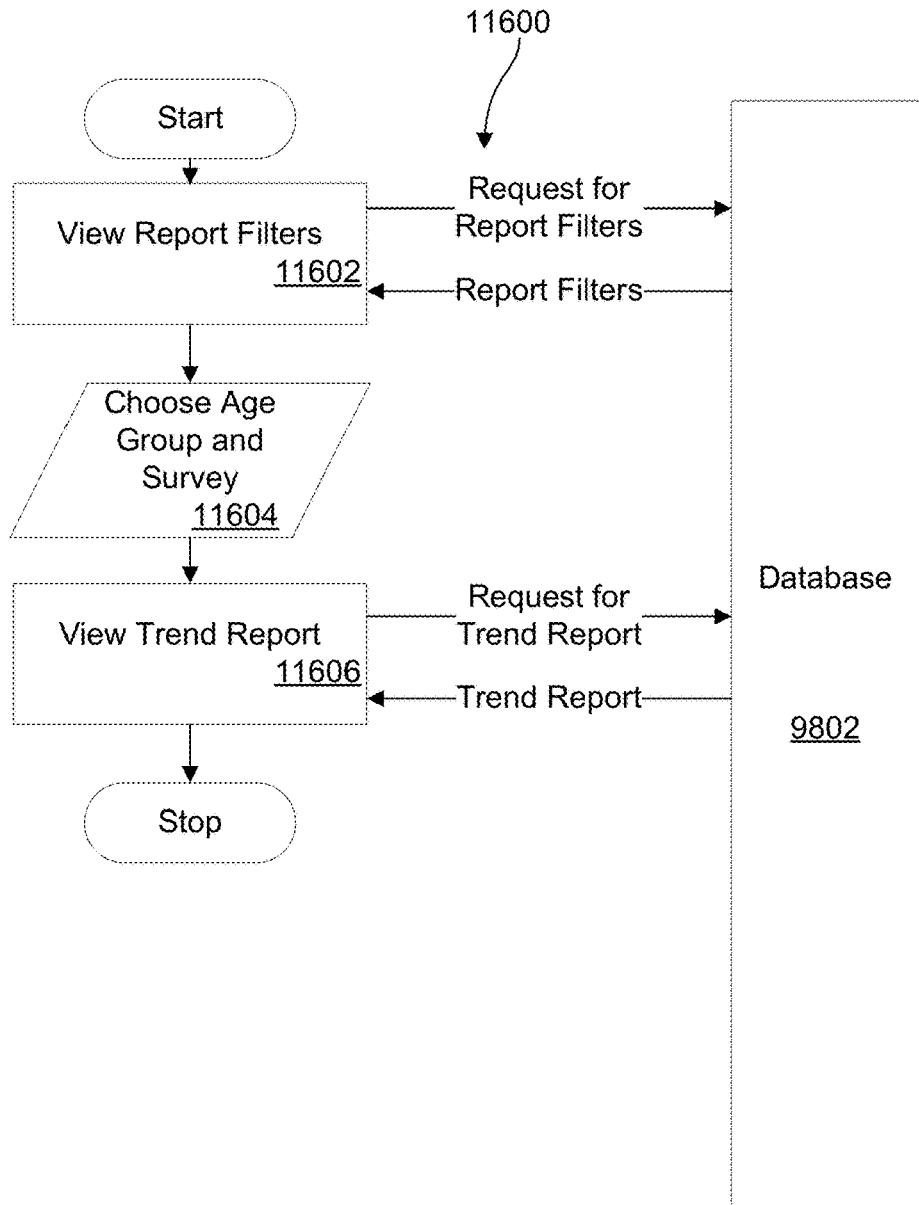 11600
Start
Request for
Report Filters
View Report Filters
11602
Report Filters
Choose Age
Group and
Survey
11604
Request for
Trend Report
Database
View Trend Report
11606
Trend Report
9802
Stop